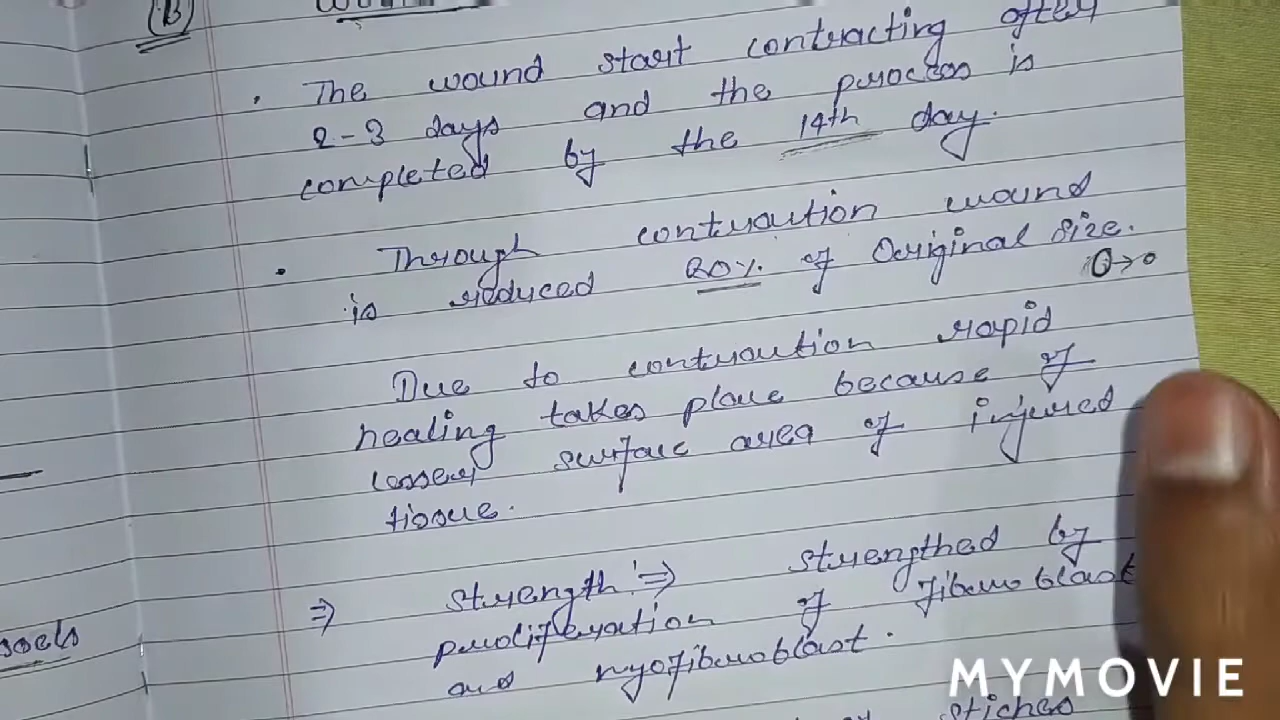 (B) Wound
• The wound start contracting after
2-3 days and the process is
completed by the 14th day.
• Through contraction wound
is reduced 80% of Original Size.
Due to contraction rapid
healing takes place because of
lesser surface area of injured
tissue.
⇒ Strength:⇒ strengthed by
proliferation of fibroblast
and myofibroblast.
stiches
MYMOVIE